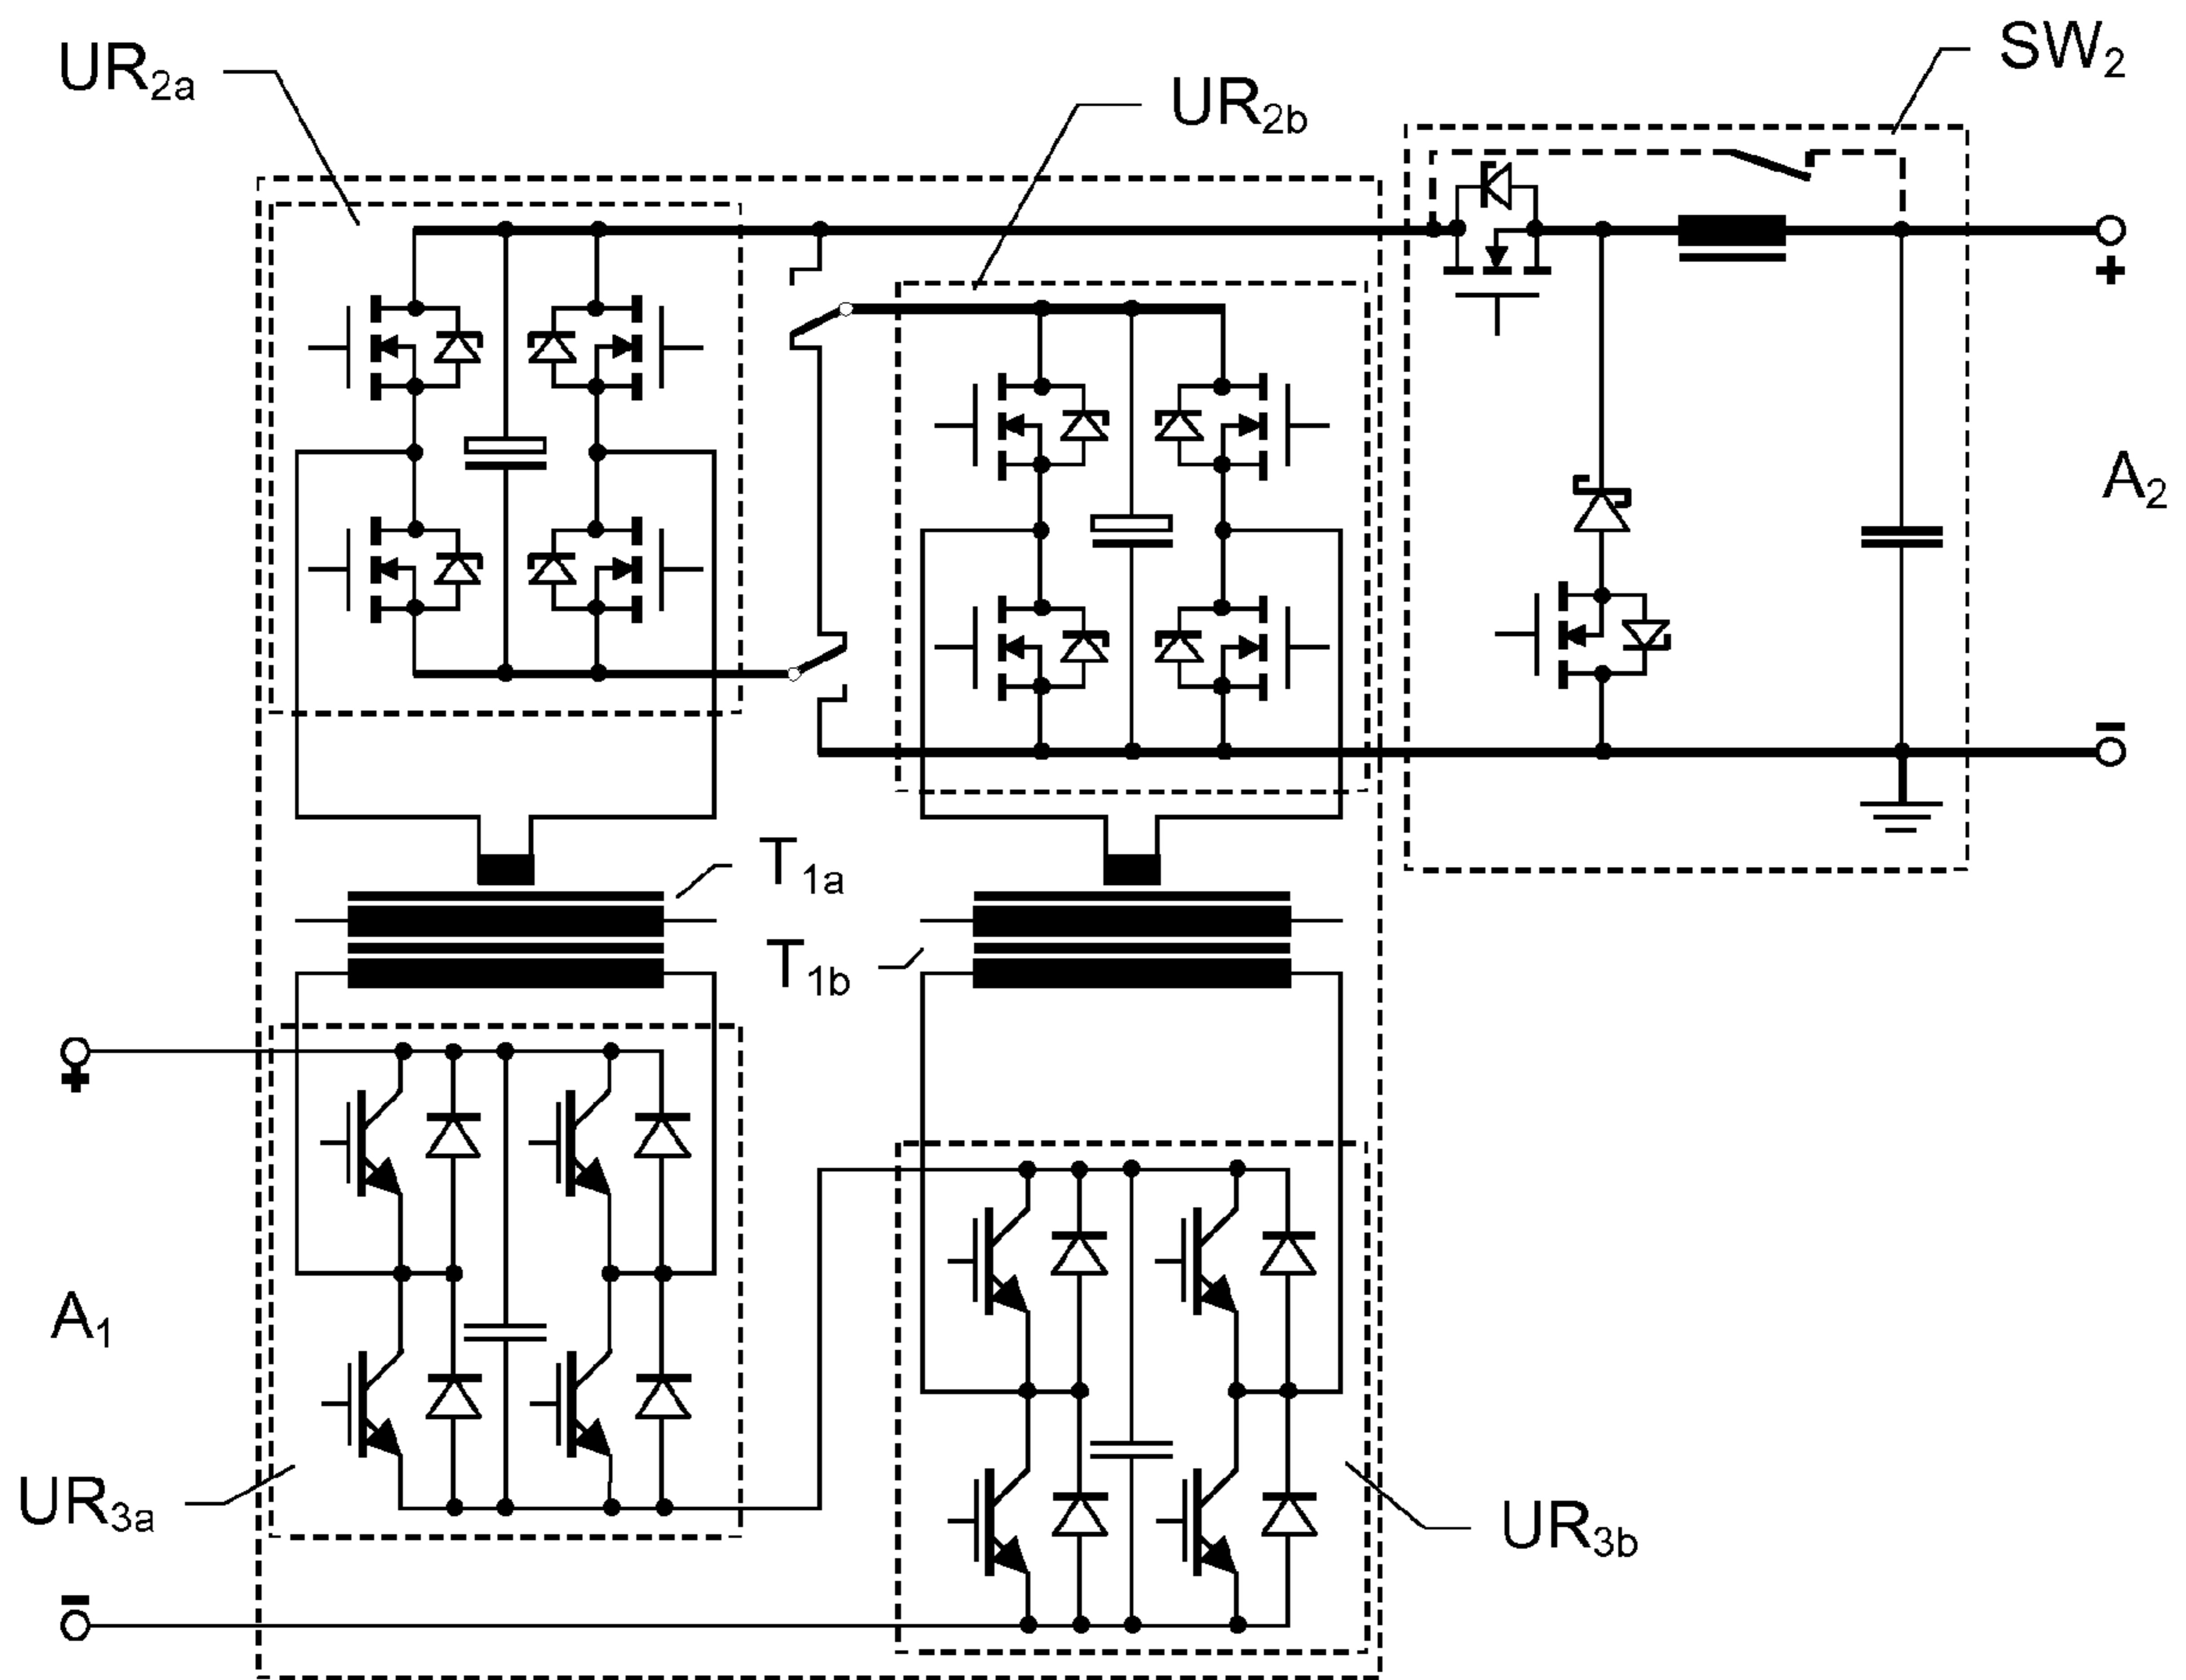 SW₂
UR₂ₐ
UR₂b
+
A₂
−
T₁ₐ
T₁b
+
A₁
UR₃ₐ
UR₃b
−